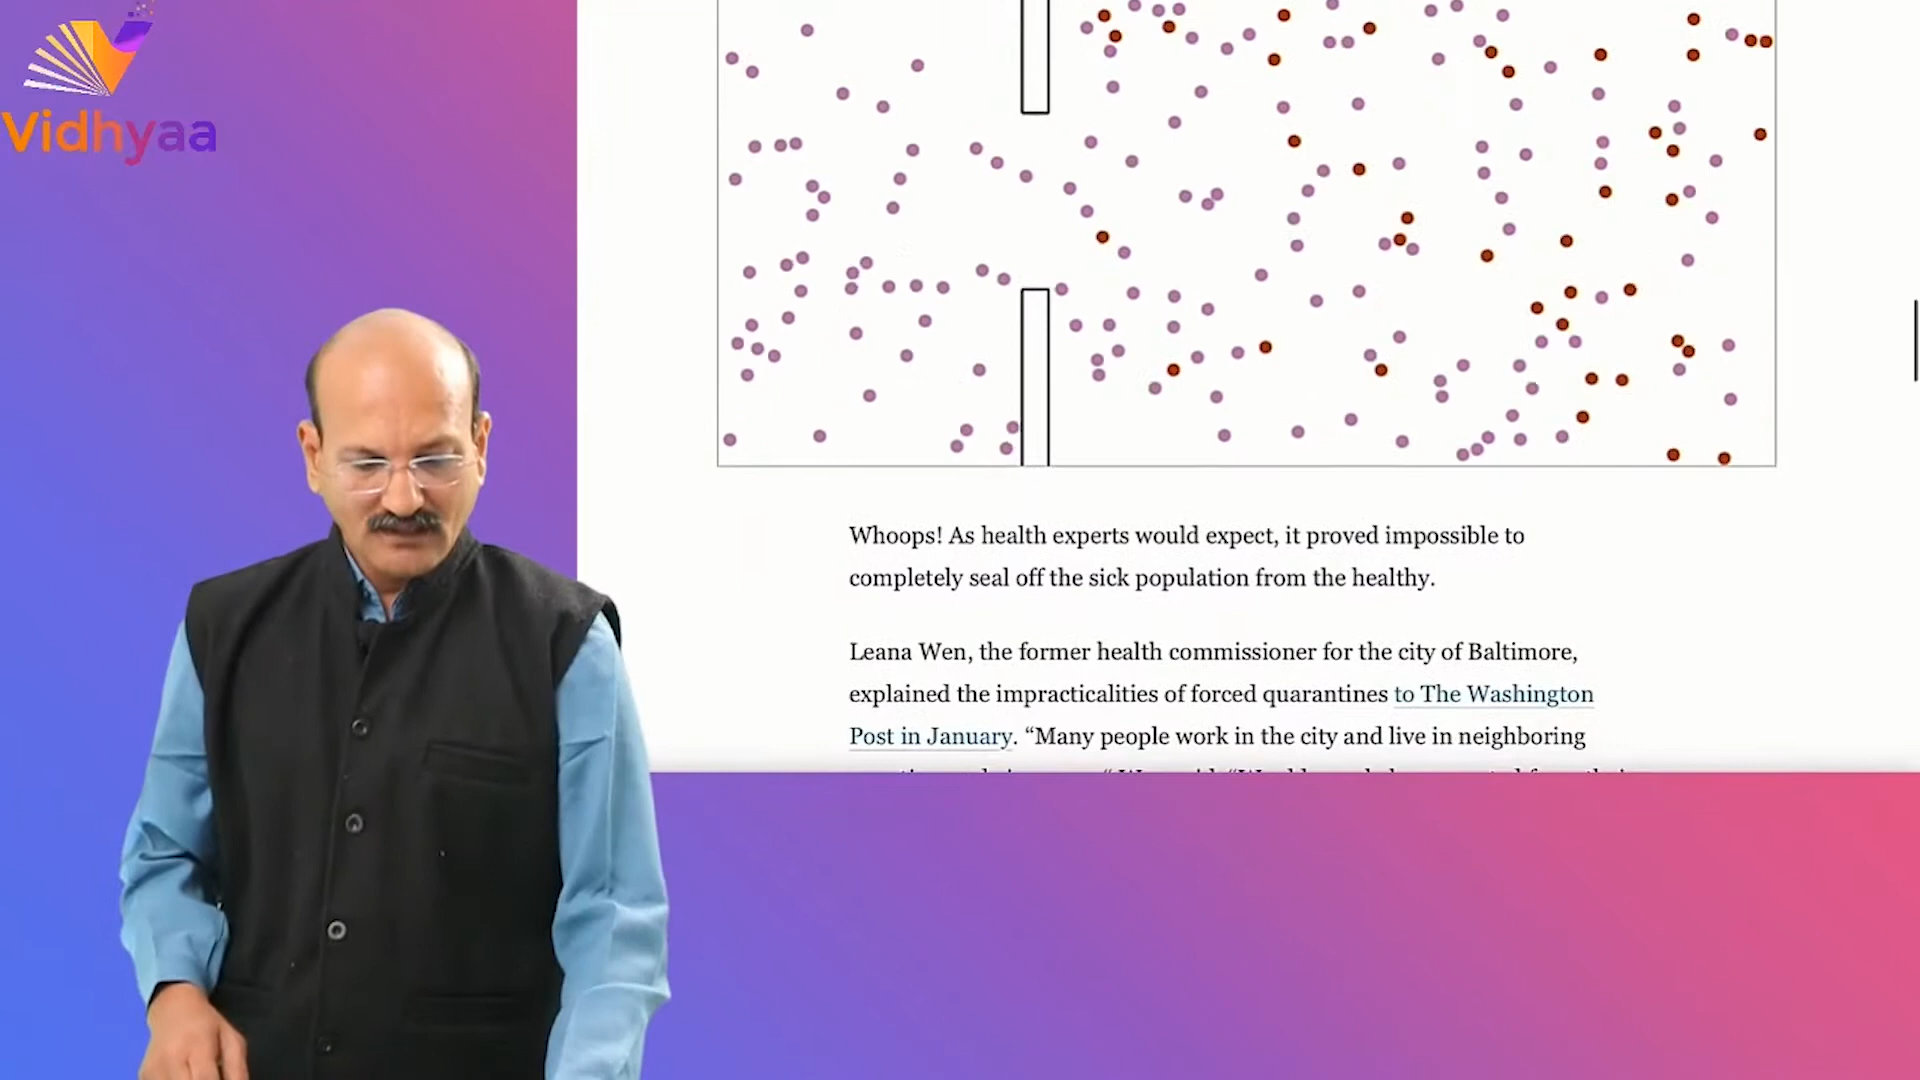 Vidhyaa
Whoops! As health experts would expect, it proved impossible to
completely seal off the sick population from the healthy.
Leana Wen, the former health commissioner for the city of Baltimore,
explained the impracticalities of forced quarantines to The Washington
Post in January. “Many people work in the city and live in neighboring